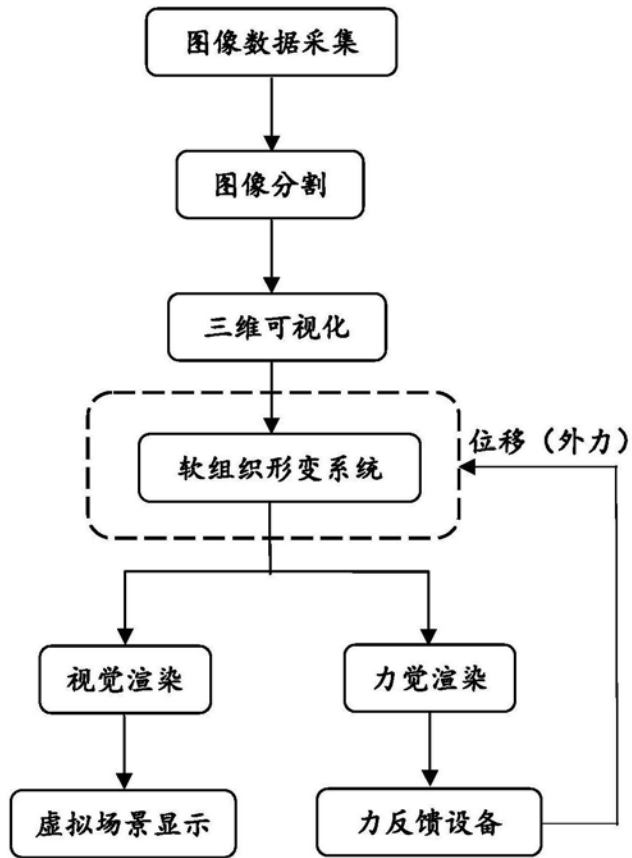 图像数据采集
图像分割
三维可视化
软组织形变系统
位移（外力）
视觉渲染
力觉渲染
虚拟场景显示
力反馈设备